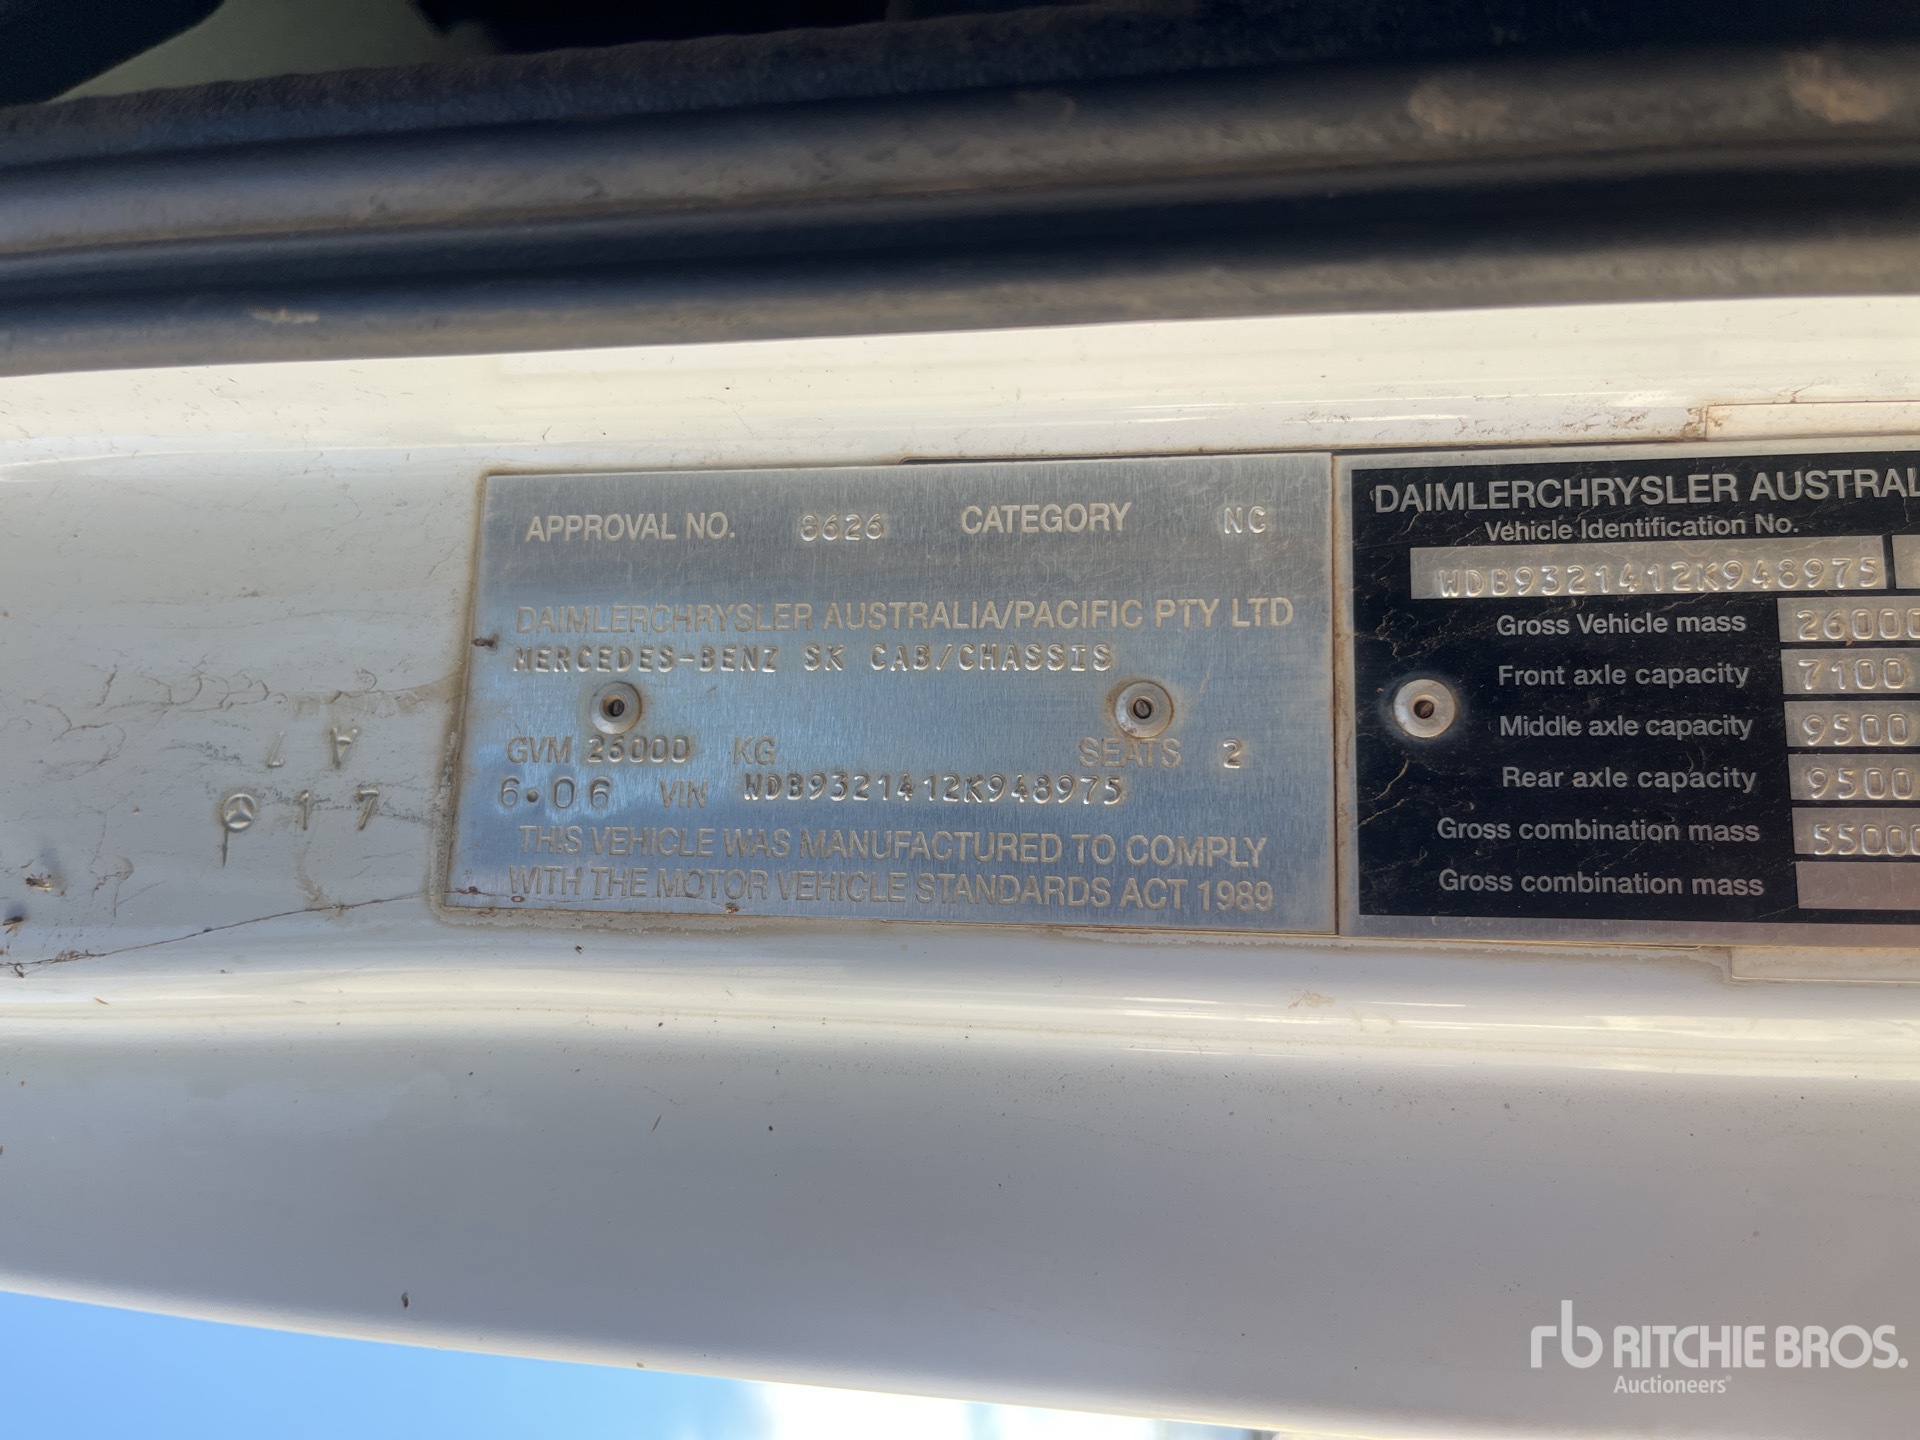 APPROVAL NO. 8626 CATEGORY NC
DAIMLERCHRYSLER AUSTRALIA/PACIFIC PTY LTD
MERCEDES-BENZ SK CAB/CHASSIS
GVM 26000 KG SEATS 2
6·06 VIN WDB9321412K948975
THIS VEHICLE WAS MANUFACTURED TO COMPLY
WITH THE MOTOR VEHICLE STANDARDS ACT 1989
DAIMLERCHRYSLER AUSTRAL
Vehicle Identification No.
WDB9321412K948975
Gross Vehicle mass 26000
Front axle capacity 7100
Middle axle capacity 9500
Rear axle capacity 9500
Gross combination mass 55000
Gross combination mass
rb RITCHIE BROS.
Auctioneers